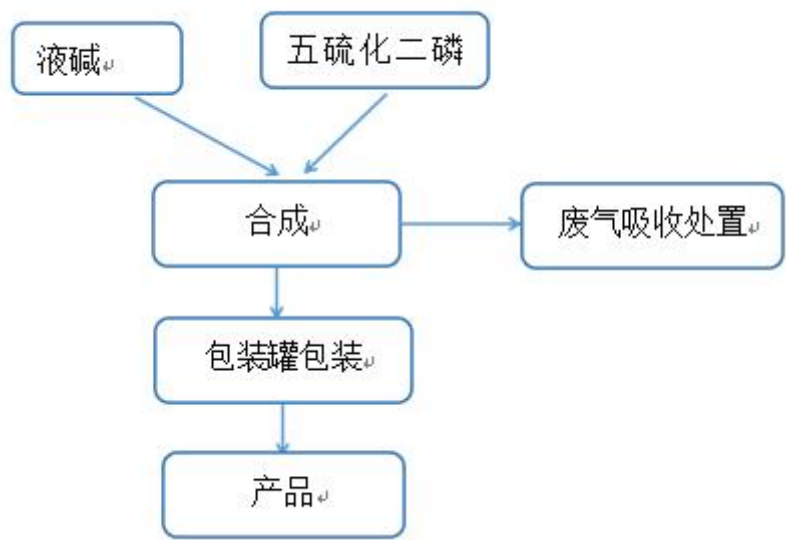 液碱
五硫化二磷
合成
废气吸收处置
包装罐包装
产品